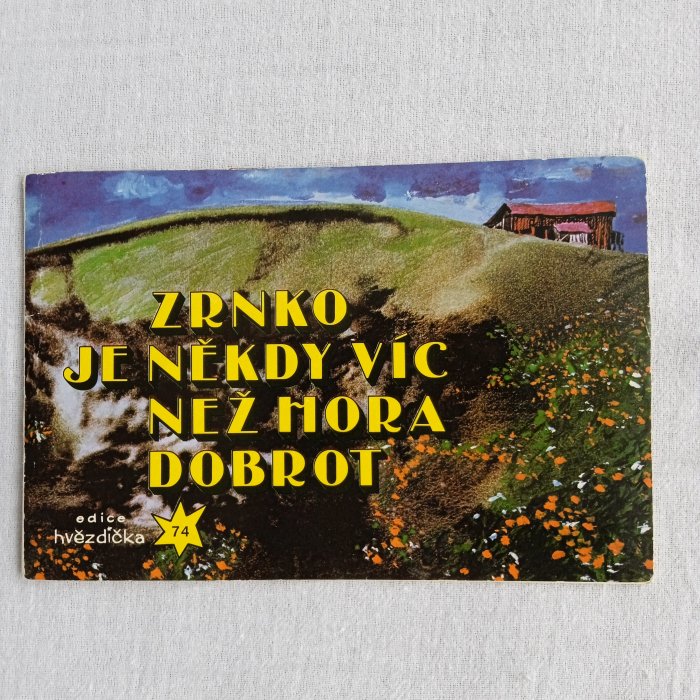 ZRNKO
JE NĚKDY VÍC
NEŽ HORA
DOBROT
edice
hvězdička 74